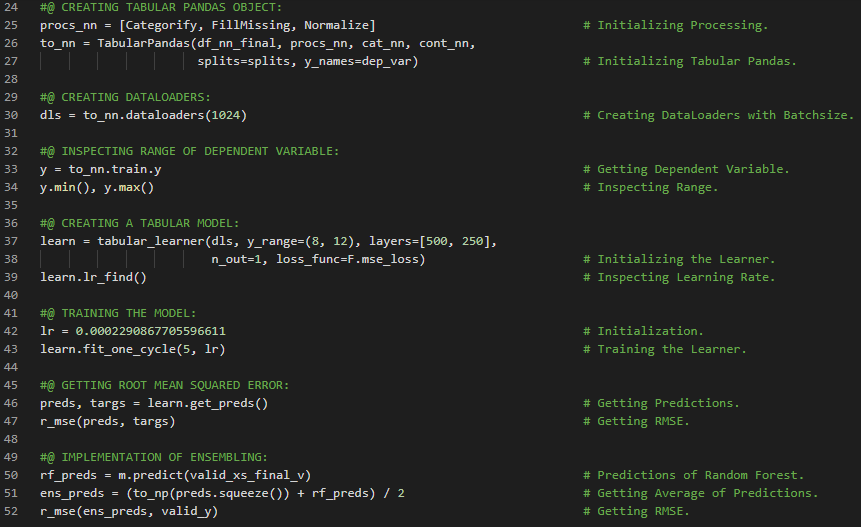 24 #@ CREATING TABULAR PANDAS OBJECT:
25 procs_nn = [Categorify, FillMissing, Normalize] # Initializing Processing.
26 to_nn = TabularPandas(df_nn_final, procs_nn, cat_nn, cont_nn,
27 splits=splits, y_names=dep_var) # Initializing Tabular Pandas.
28
29 #@ CREATING DATALOADERS:
30 dls = to_nn.dataloaders(1024) # Creating DataLoaders with Batchsize.
31
32 #@ INSPECTING RANGE OF DEPENDENT VARIABLE:
33 y = to_nn.train.y # Getting Dependent Variable.
34 y.min(), y.max() # Inspecting Range.
35
36 #@ CREATING A TABULAR MODEL:
37 learn = tabular_learner(dls, y_range=(8, 12), layers=[500, 250],
38 n_out=1, loss_func=F.mse_loss) # Initializing the Learner.
39 learn.lr_find() # Inspecting Learning Rate.
40
41 #@ TRAINING THE MODEL:
42 lr = 0.0002290867705596611 # Initialization.
43 learn.fit_one_cycle(5, lr) # Training the Learner.
44
45 #@ GETTING ROOT MEAN SQUARED ERROR:
46 preds, targs = learn.get_preds() # Getting Predictions.
47 r_mse(preds, targs) # Getting RMSE.
48
49 #@ IMPLEMENTATION OF ENSEMBLING:
50 rf_preds = m.predict(valid_xs_final_v) # Predictions of Random Forest.
51 ens_preds = (to_np(preds.squeeze()) + rf_preds) / 2 # Getting Average of Predictions.
52 r_mse(ens_preds, valid_y) # Getting RMSE.